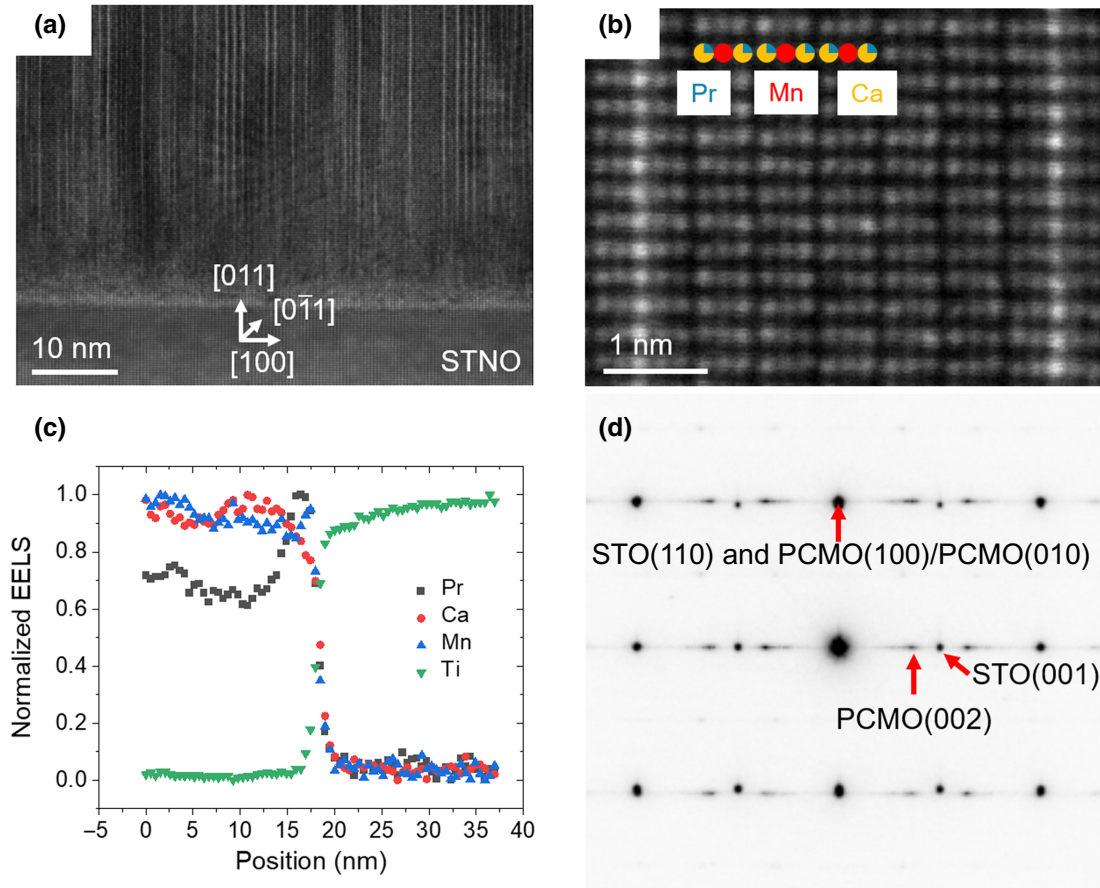 (a)
[011]
[01̄1]
[100]
10 nm
STNO
(b)
Pr Mn Ca
1 nm
(c)
Normalized EELS
1.0
0.8
0.6
0.4
0.2
0.0
Pr
Ca
Mn
Ti
–5 0 5 10 15 20 25 30 35 40
Position (nm)
(d)
STO(110) and PCMO(100)/PCMO(010)
STO(001)
PCMO(002)